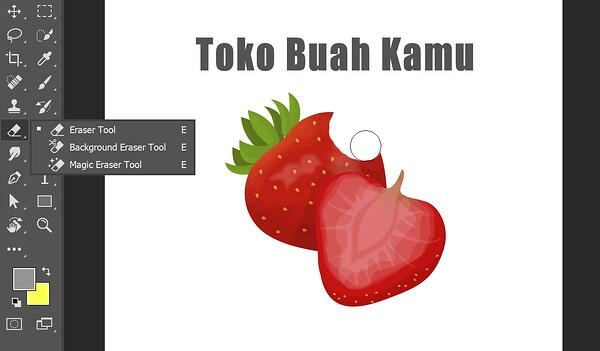 Toko Buah Kamu
Eraser Tool E
Background Eraser Tool E
Magic Eraser Tool E
T